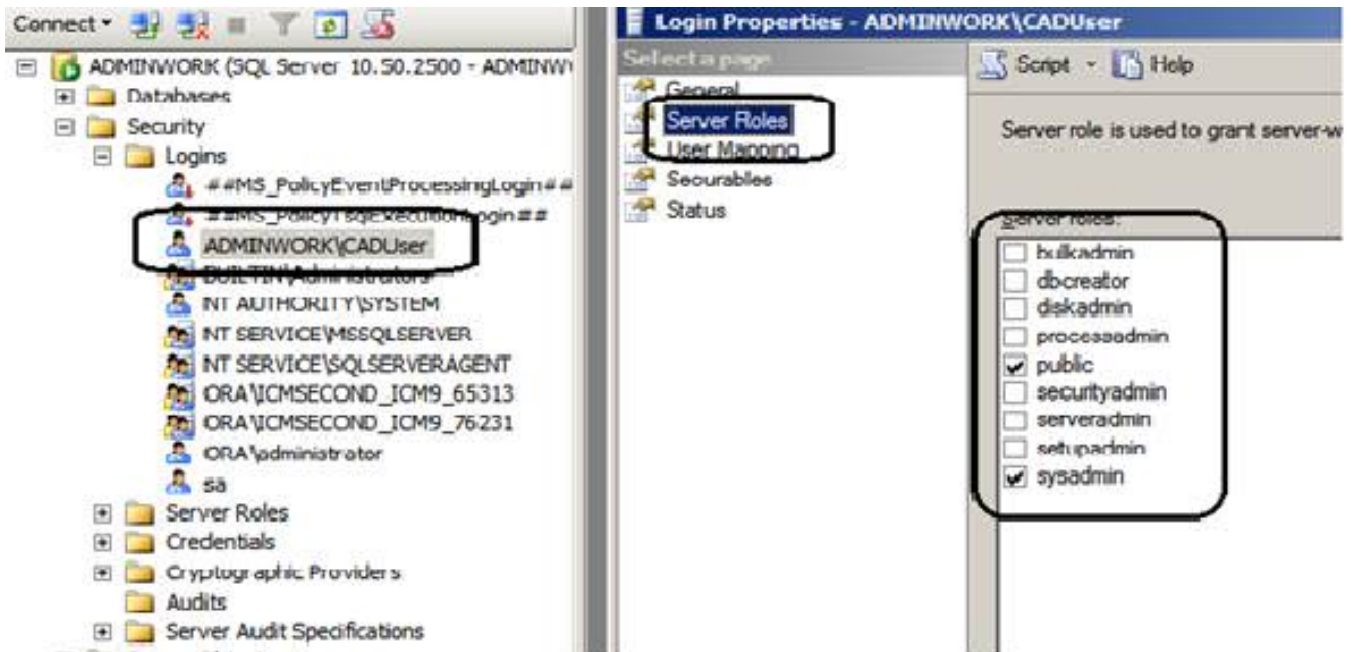 Connect
ADMINWORK (SQL Server 10.50.2500 - ADMINW
Databases
Security
Logins
##MS_PolicyEventProcessingLogin##
##MS_PolicyTsqlExecutionLogin##
ADMINWORK\CADUser
BUILTIN\Administrators
NT AUTHORITY\SYSTEM
NT SERVICE\MSSQLSERVER
NT SERVICE\SQLSERVERAGENT
ORA\ICMSECOND_ICM9_65313
ORA\ICMSECOND_ICM9_76231
ORA\administrator
sa
Server Roles
Credentials
Cryptographic Providers
Audits
Server Audit Specifications
Login Properties - ADMINWORK\CADUser
Select a page
General
Server Roles
User Mapping
Securables
Status
Script
Help
Server role is used to grant server-w
Server roles:
bulkadmin
dbcreator
diskadmin
processadmin
public
securityadmin
serveradmin
setupadmin
sysadmin